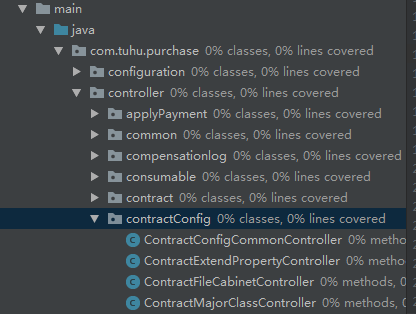 main
java
com.tuhu.purchase 0% classes, 0% lines covered
configuration 0% classes, 0% lines covered
controller 0% classes, 0% lines covered
applyPayment 0% classes, 0% lines covered
common 0% classes, 0% lines covered
compensationlog 0% classes, 0% lines covered
consumable 0% classes, 0% lines covered
contract 0% classes, 0% lines covered
contractConfig 0% classes, 0% lines covered
ContractConfigCommonController 0% metho
ContractExtendPropertyController 0% metho
ContractFileCabinetController 0% methods,
ContractMajorClassController 0% methods, 0